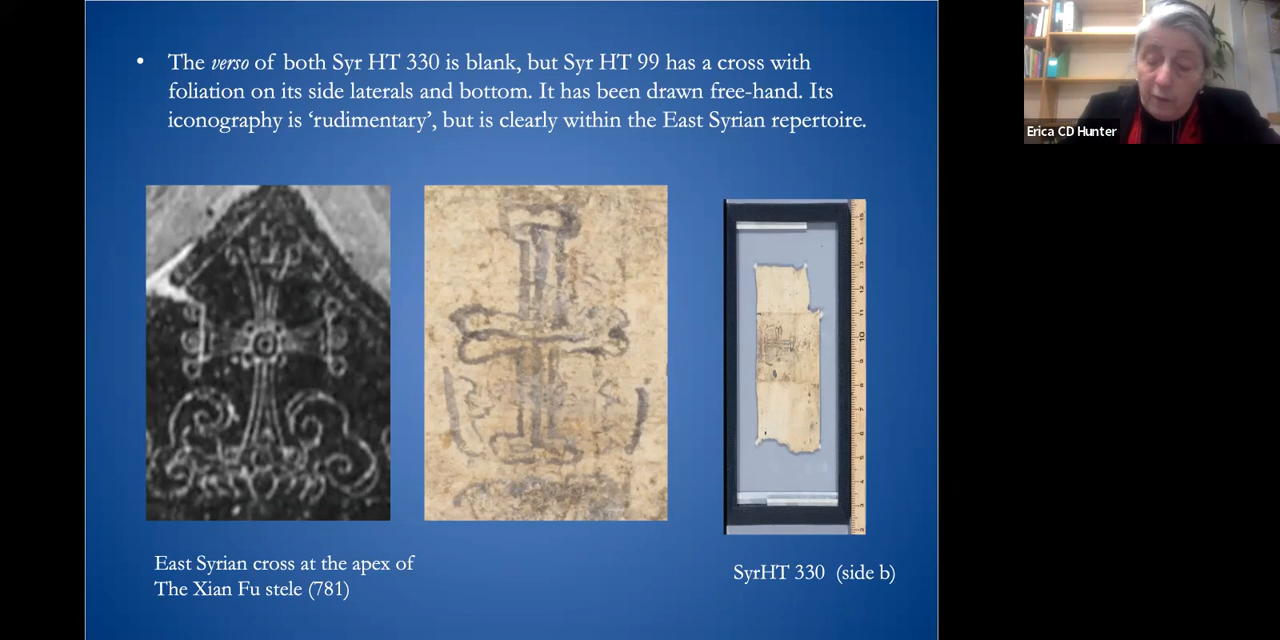 • The verso of both Syr HT 330 is blank, but Syr HT 99 has a cross with
foliation on its side laterals and bottom. It has been drawn free-hand. Its
iconography is ‘rudimentary’, but is clearly within the East Syrian repertoire.
Erica CD Hunter
East Syrian cross at the apex of
The Xian Fu stele (781)
SyrHT 330 (side b)